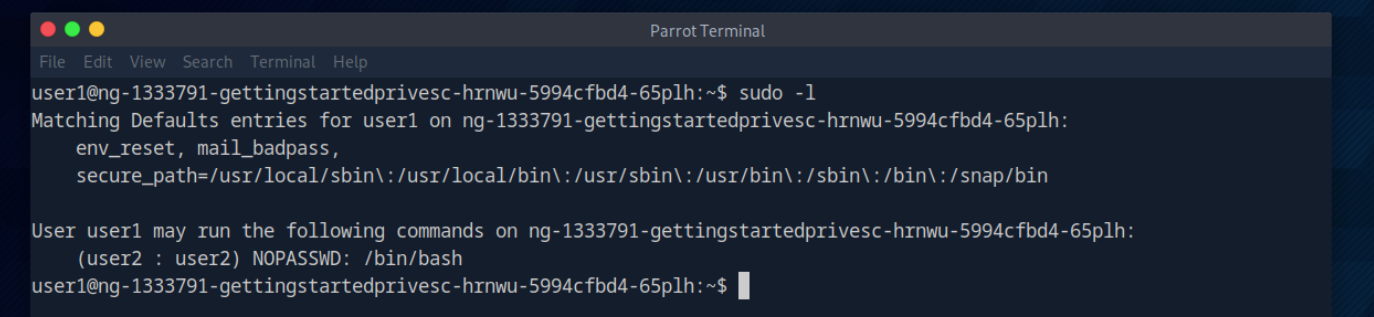 Parrot Terminal
File Edit View Search Terminal Help
user1@ng-1333791-gettingstartedprivesc-hrnwu-5994cfbd4-65plh:~$ sudo -l
Matching Defaults entries for user1 on ng-1333791-gettingstartedprivesc-hrnwu-5994cfbd4-65plh:
    env_reset, mail_badpass,
    secure_path=/usr/local/sbin\:/usr/local/bin\:/usr/sbin\:/usr/bin\:/sbin\:/bin\:/snap/bin

User user1 may run the following commands on ng-1333791-gettingstartedprivesc-hrnwu-5994cfbd4-65plh:
    (user2 : user2) NOPASSWD: /bin/bash
user1@ng-1333791-gettingstartedprivesc-hrnwu-5994cfbd4-65plh:~$